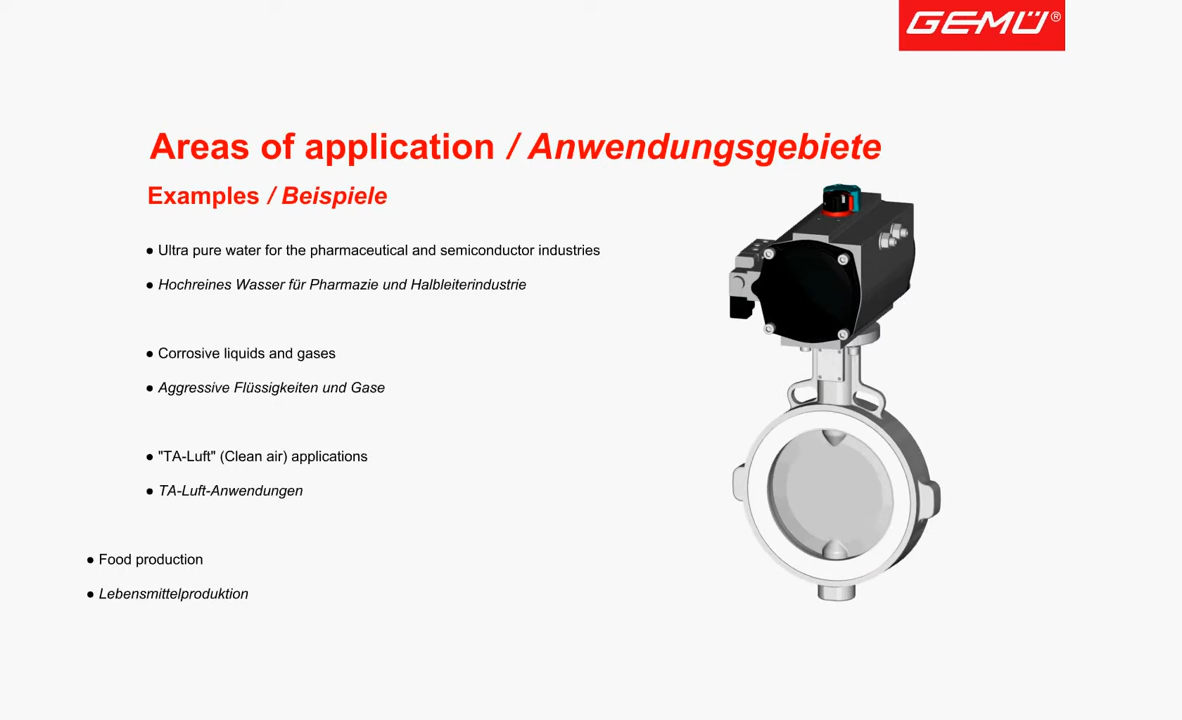 GEMÜ®
Areas of application / Anwendungsgebiete
Examples / Beispiele
● Ultra pure water for the pharmaceutical and semiconductor industries
● Hochreines Wasser für Pharmazie und Halbleiterindustrie
● Corrosive liquids and gases
● Aggressive Flüssigkeiten und Gase
● "TA-Luft" (Clean air) applications
● TA-Luft-Anwendungen
● Food production
● Lebensmittelproduktion